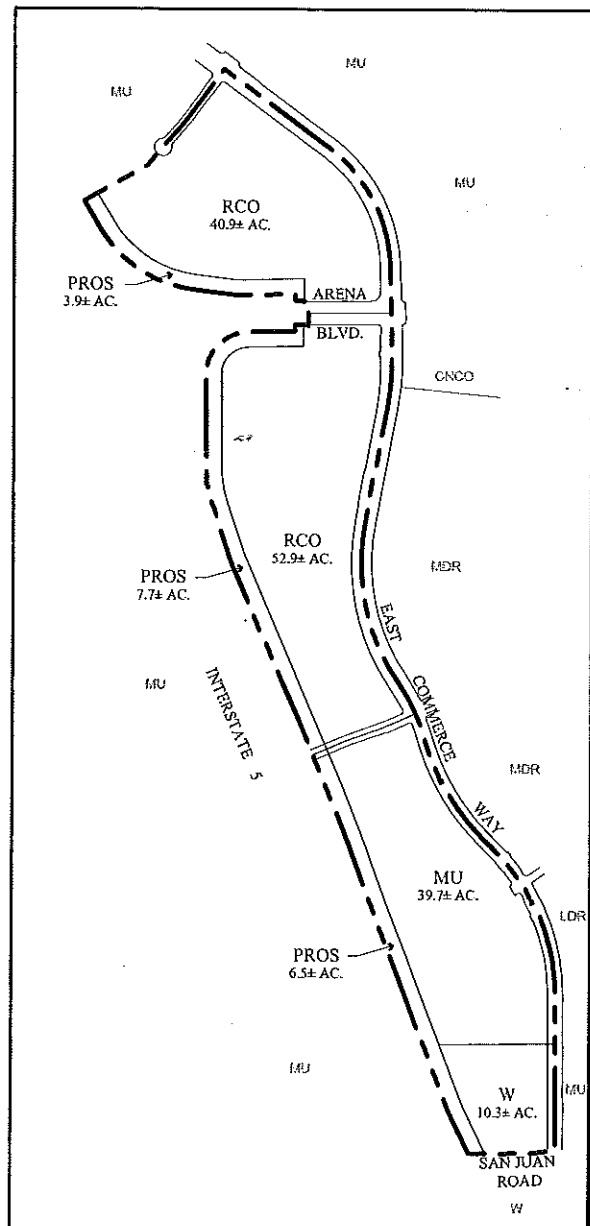 MU
MU
MU
RCO
40.9± AC.
PROS
3.9± AC.
ARENA
BLVD.
CNCO
RCO
52.9± AC.
PROS
7.7± AC.
MDR
EAST
COMMERCE
WAY
MU
INTERSTATE 5
MDR
MU
39.7± AC.
LDR
PROS
6.5± AC.
MU
MU
W
10.3± AC.
SAN JUAN
ROAD
W